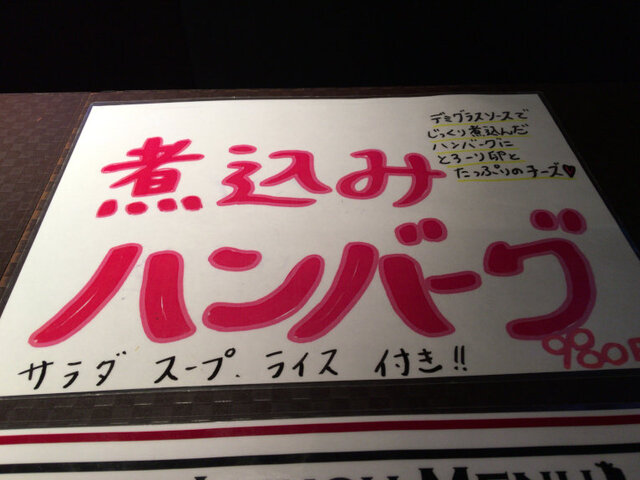 デミグラスソースで
じっくり煮込んだ
ハンバーグに
とろーり卵と
たっぷりのチーズ♥
煮込み
ハンバーグ
980円
サラダ スープ、ライス 付き!!
LUNCH MENU